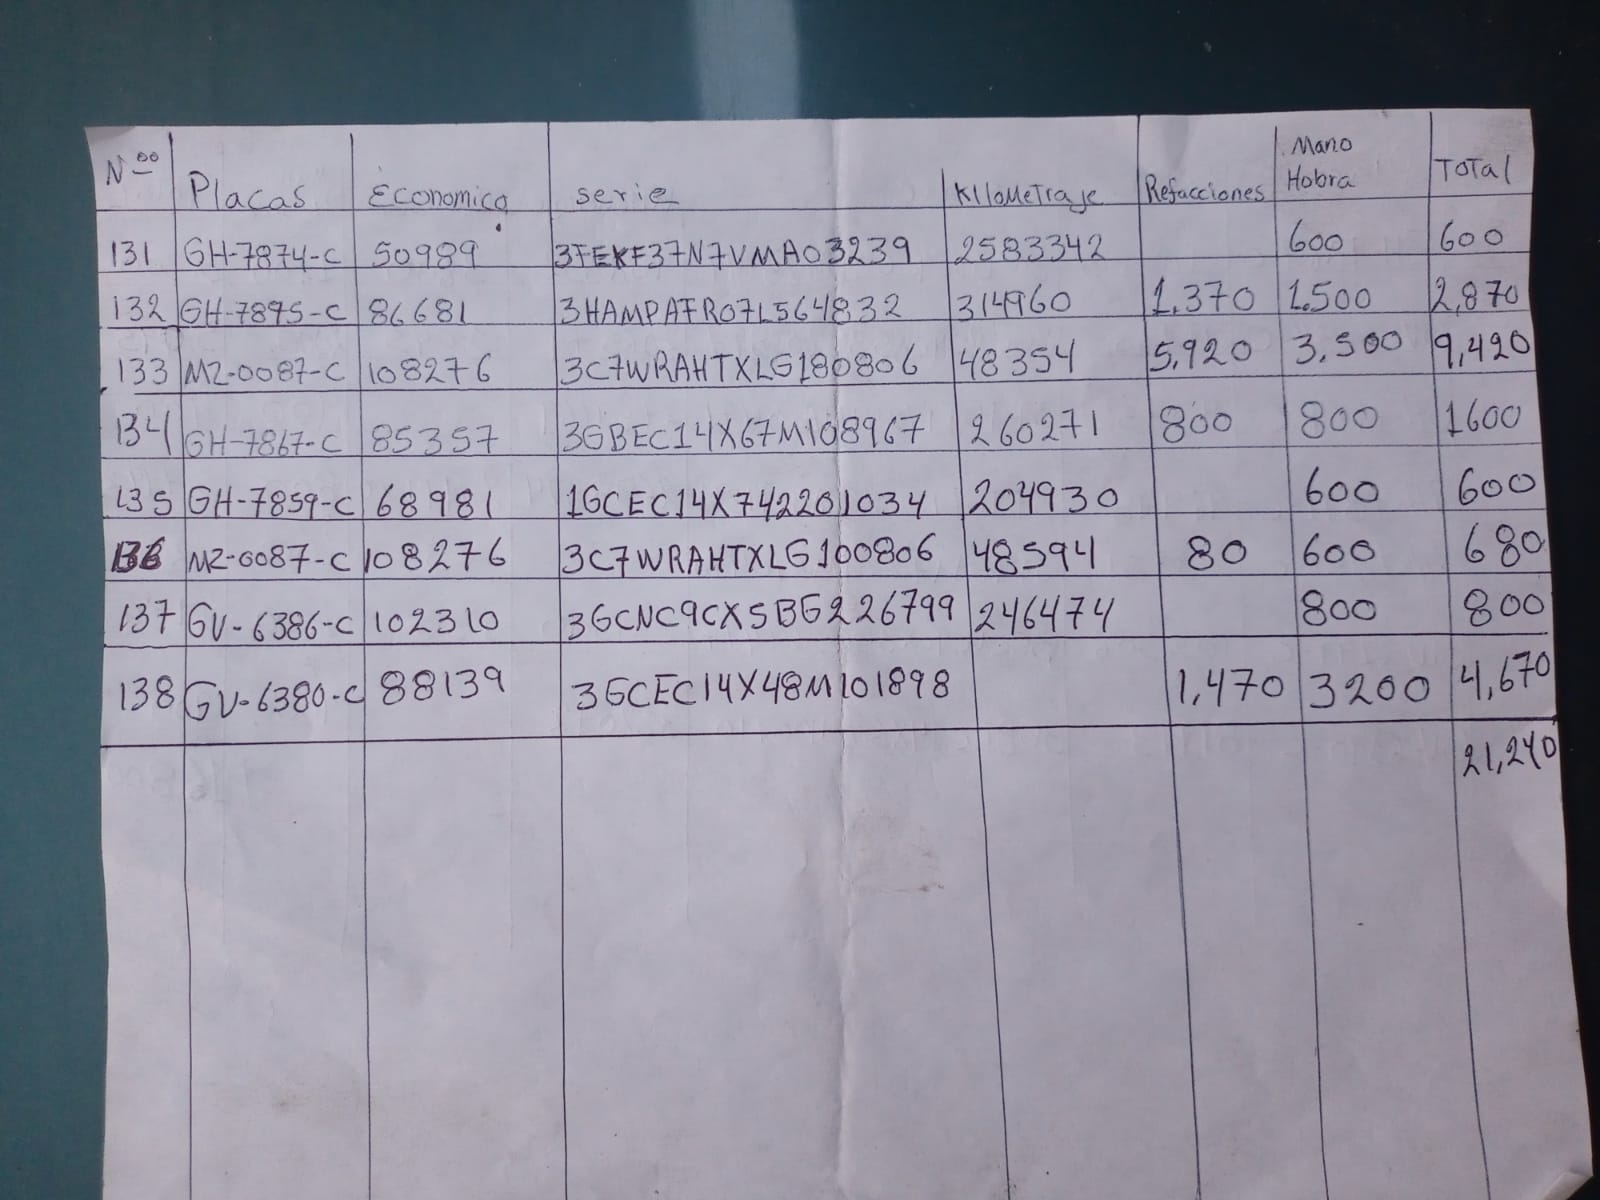 Nºº Placas Economico serie KIloMetraje Refacciones Mano Hobra Total
131 GH-7874-C 50989 3FEKF37N7VMA03239 2583342 600 600
132 GH-7895-C 86681 3HAMPAFR07L564832 314960 1.370 1.500 2,870
133 MZ-0087-C 108276 3C7WRAHTXLG180806 48354 5,920 3,500 9,420
134 GH-7867-C 85357 3GBEC14X67M108967 260271 800 800 1600
135 GH-7859-C 68981 1GCEC14X742201034 204930 600 600
136 MZ-0087-C 108276 3C7WRAHTXLG100806 48594 80 600 680
137 GV-6386-C 102310 3GCNC9CX5BG226799 246474 800 800
138 GV-6380-C 88139 3GCEC14X48M101898 1,470 3200 4,670
21,240